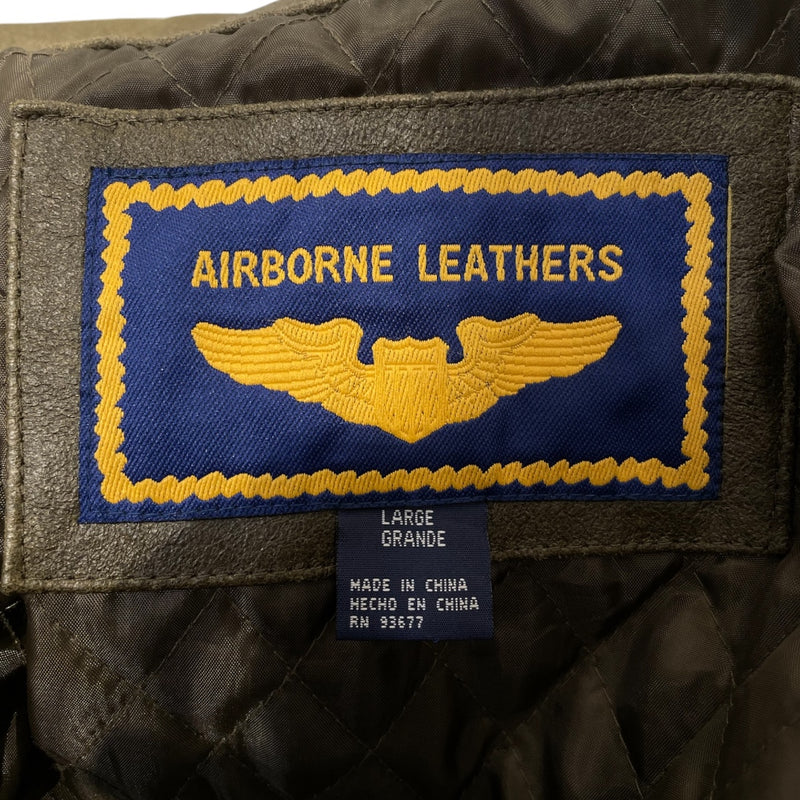 AIRBORNE LEATHERS
LARGE
GRANDE
MADE IN CHINA
HECHO EN CHINA
RN 93677